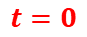 t = 0